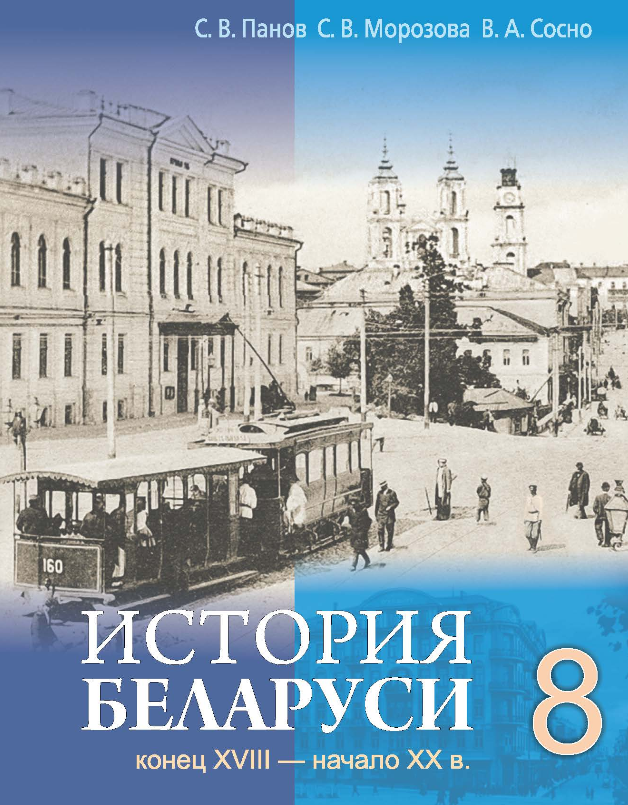 С. В. Панов С. В. Морозова В. А. Сосно
160
ИСТОРИЯ
БЕЛАРУСИ
8
конец XVIII — начало XX в.